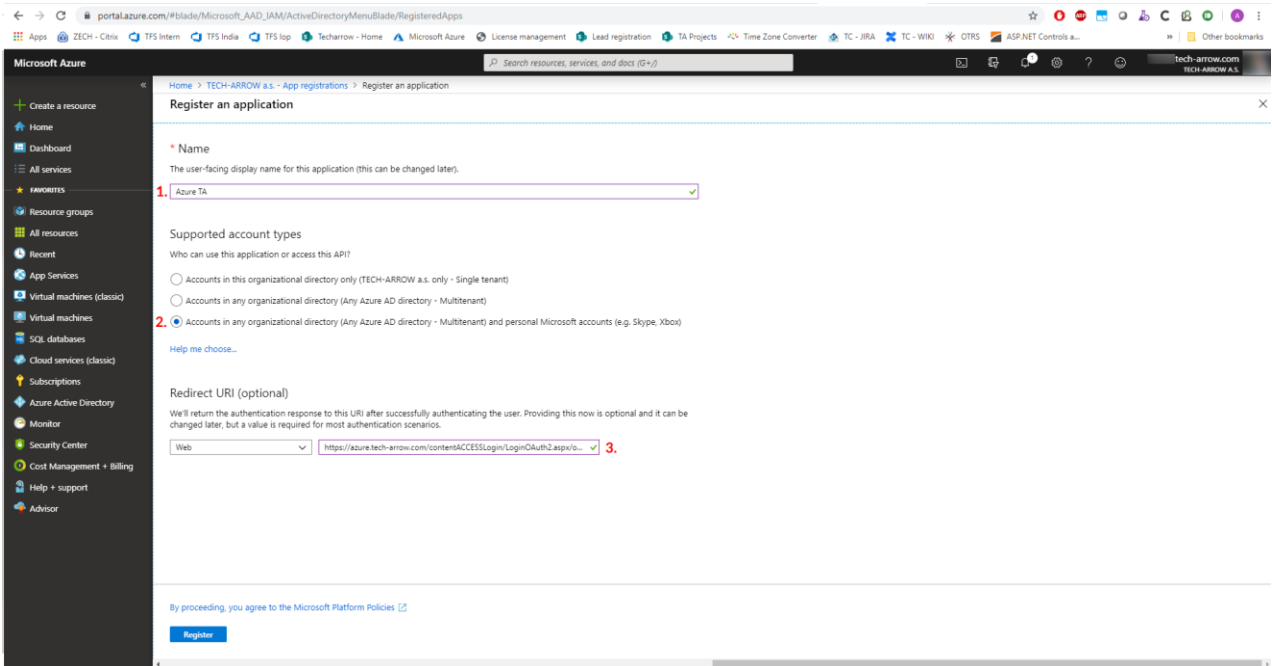 portal.azure.com/#blade/Microsoft_AAD_IAM/ActiveDirectoryMenuBlade/RegisteredApps
Apps ZECH - Citrix TFS Intern TFS India TFS Iop Techarrow - Home Microsoft Azure License management Lead registration TA Projects Time Zone Converter TC - JIRA TC - WIKI OTRS ASP.NET Controls a... » Other bookmarks
Microsoft Azure
Search resources, services, and docs (G+/)
1
tech-arrow.com
TECH-ARROW A.S.
«
Create a resource
Home
Dashboard
All services
FAVORITES
Resource groups
All resources
Recent
App Services
Virtual machines (classic)
Virtual machines
SQL databases
Cloud services (classic)
Subscriptions
Azure Active Directory
Monitor
Security Center
Cost Management + Billing
Help + support
Advisor
Home > TECH-ARROW a.s. - App registrations > Register an application
Register an application
* Name
The user-facing display name for this application (this can be changed later).
1. Azure TA
Supported account types
Who can use this application or access this API?
Accounts in this organizational directory only (TECH-ARROW a.s. only - Single tenant)
Accounts in any organizational directory (Any Azure AD directory - Multitenant)
2. Accounts in any organizational directory (Any Azure AD directory - Multitenant) and personal Microsoft accounts (e.g. Skype, Xbox)
Help me choose...
Redirect URI (optional)
We'll return the authentication response to this URI after successfully authenticating the user. Providing this now is optional and it can be
changed later, but a value is required for most authentication scenarios.
Web https://azure.tech-arrow.com/contentACCESSLogin/LoginOAuth2.aspx/o... 3.
By proceeding, you agree to the Microsoft Platform Policies
Register